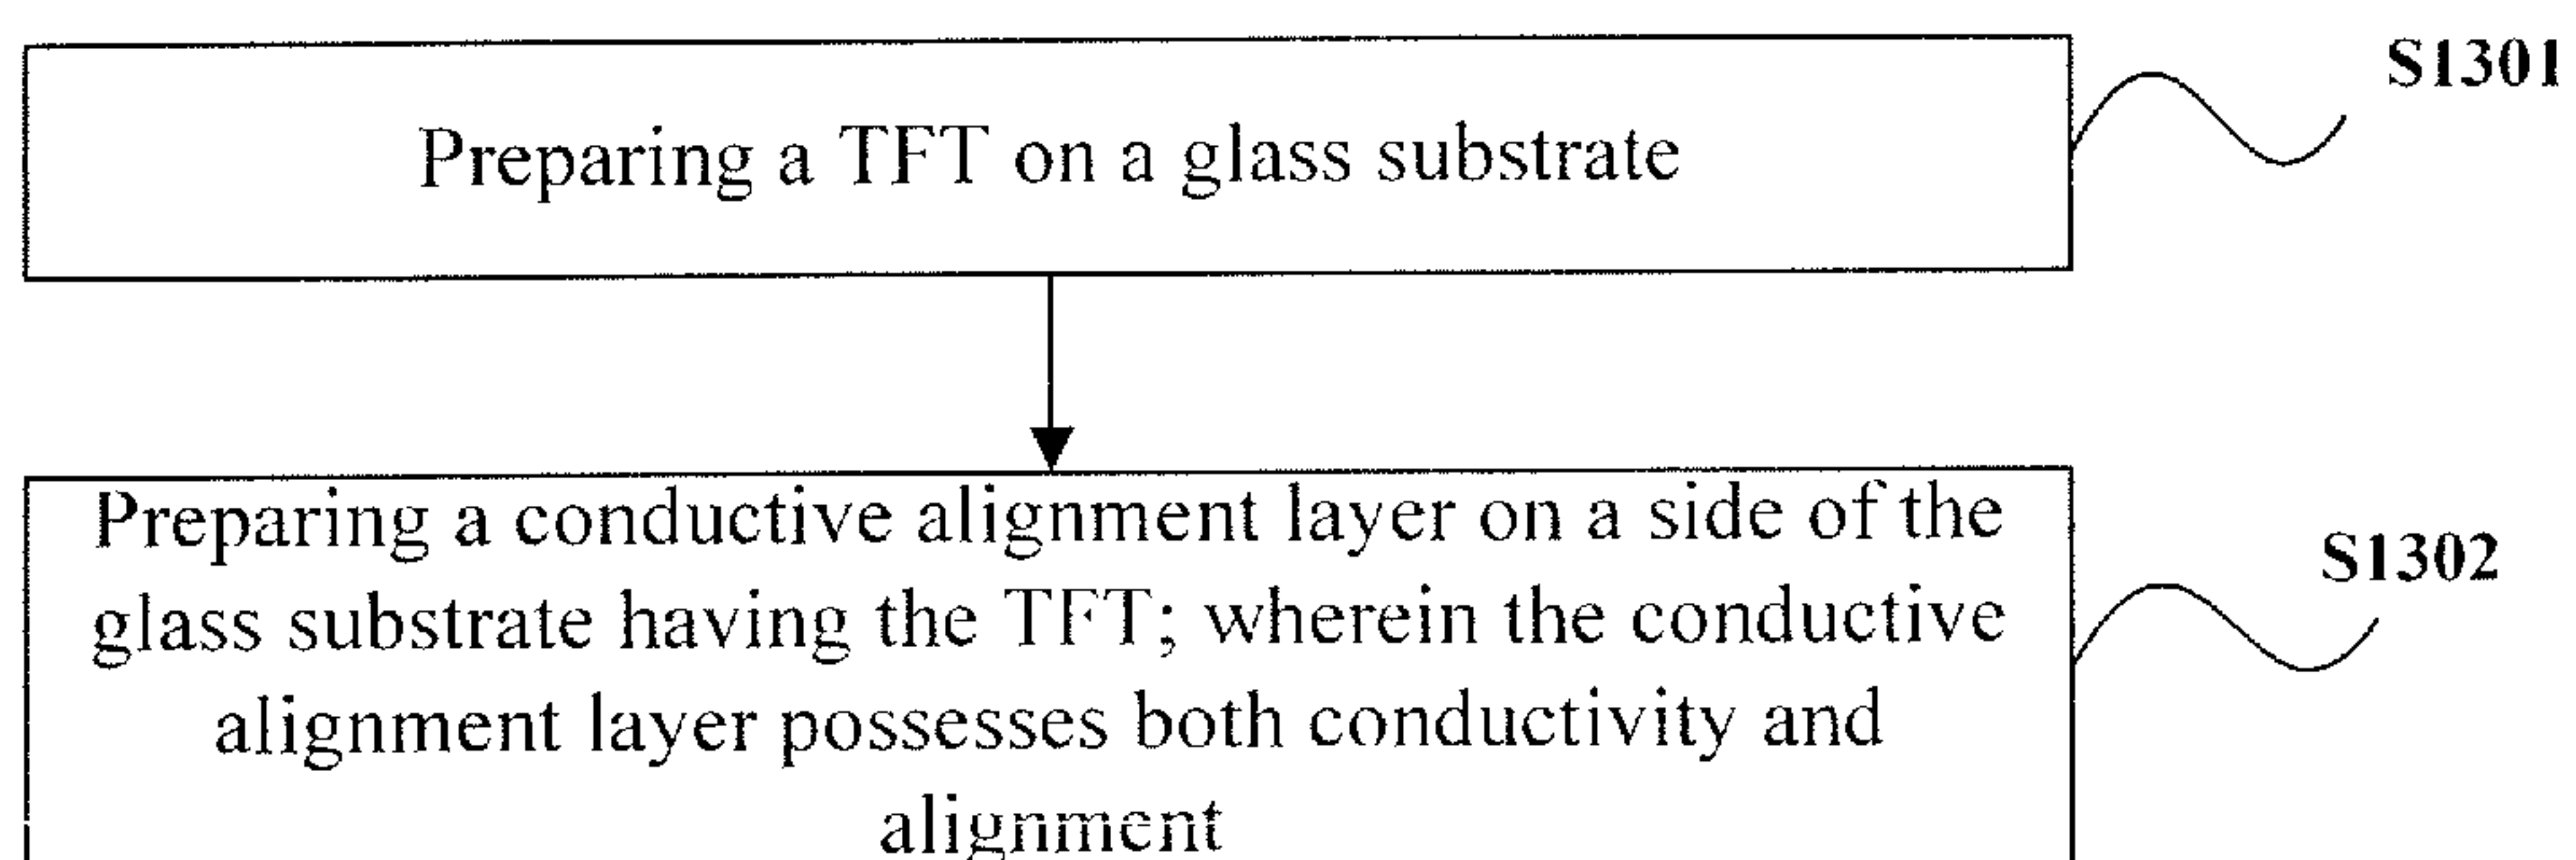 S1301
Preparing a TFT on a glass substrate
Preparing a conductive alignment layer on a side of the
glass substrate having the TFT; wherein the conductive
alignment layer possesses both conductivity and
alignment
S1302